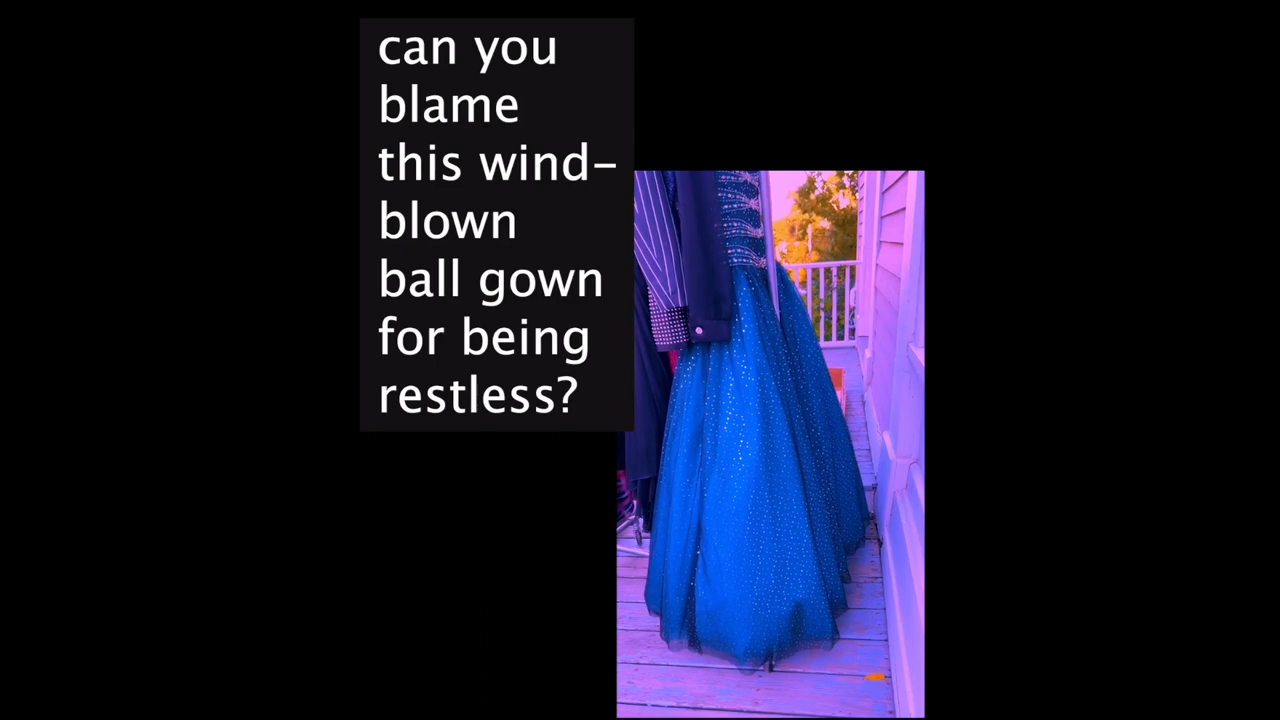 can you
blame
this wind-
blown
ball gown
for being
restless?